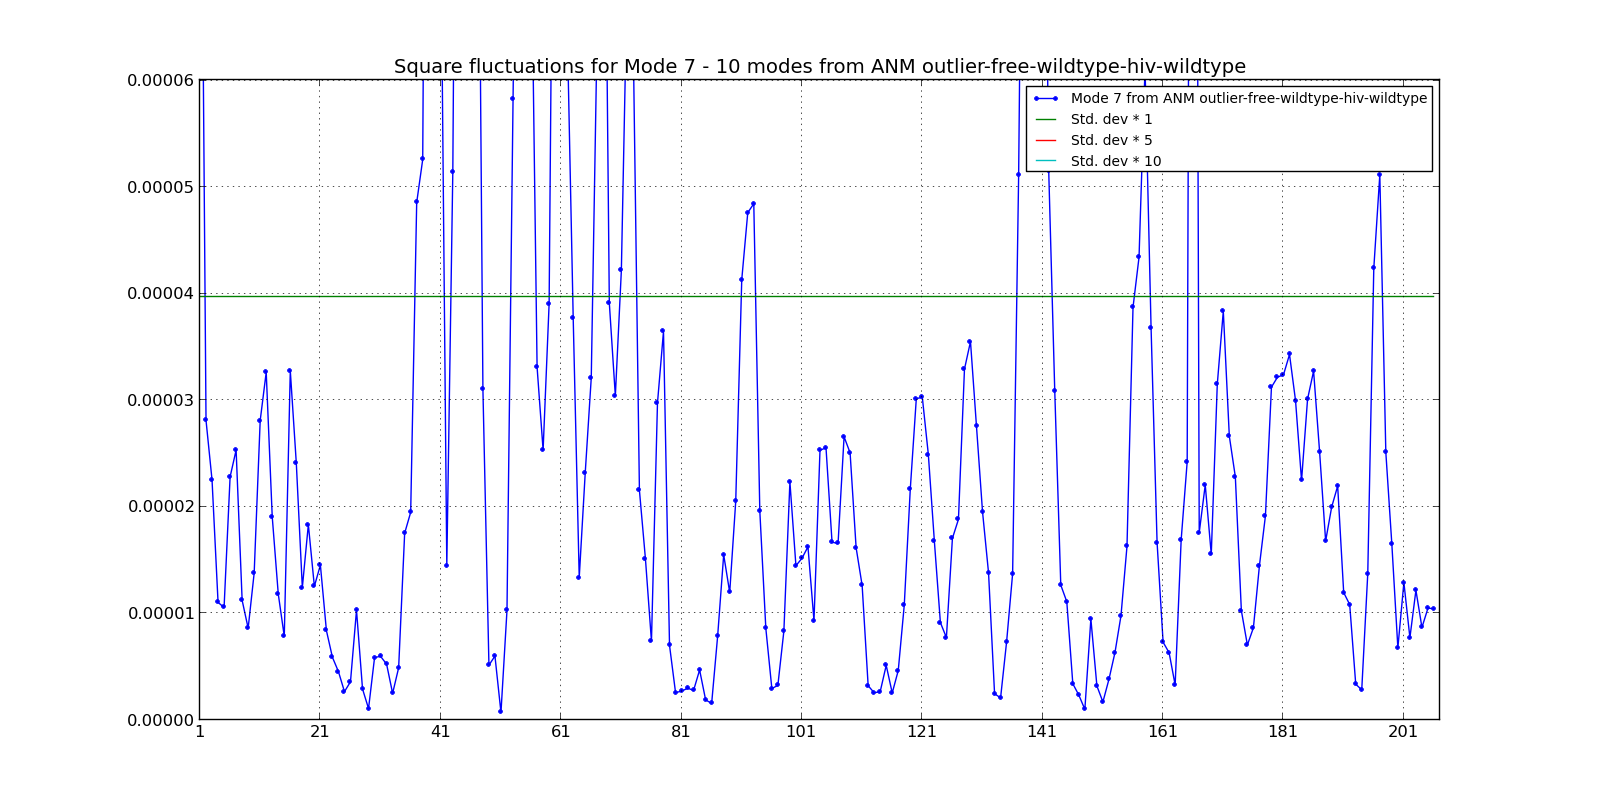 Square fluctuations for Mode 7 - 10 modes from ANM outlier-free-wildtype-hiv-wildtype
0.00006
0.00005
0.00004
0.00003
0.00002
0.00001
0.00000
Mode 7 from ANM outlier-free-wildtype-hiv-wildtype
Std. dev * 1
Std. dev * 5
Std. dev * 10
1 21 41 61 81 101 121 141 161 181 201